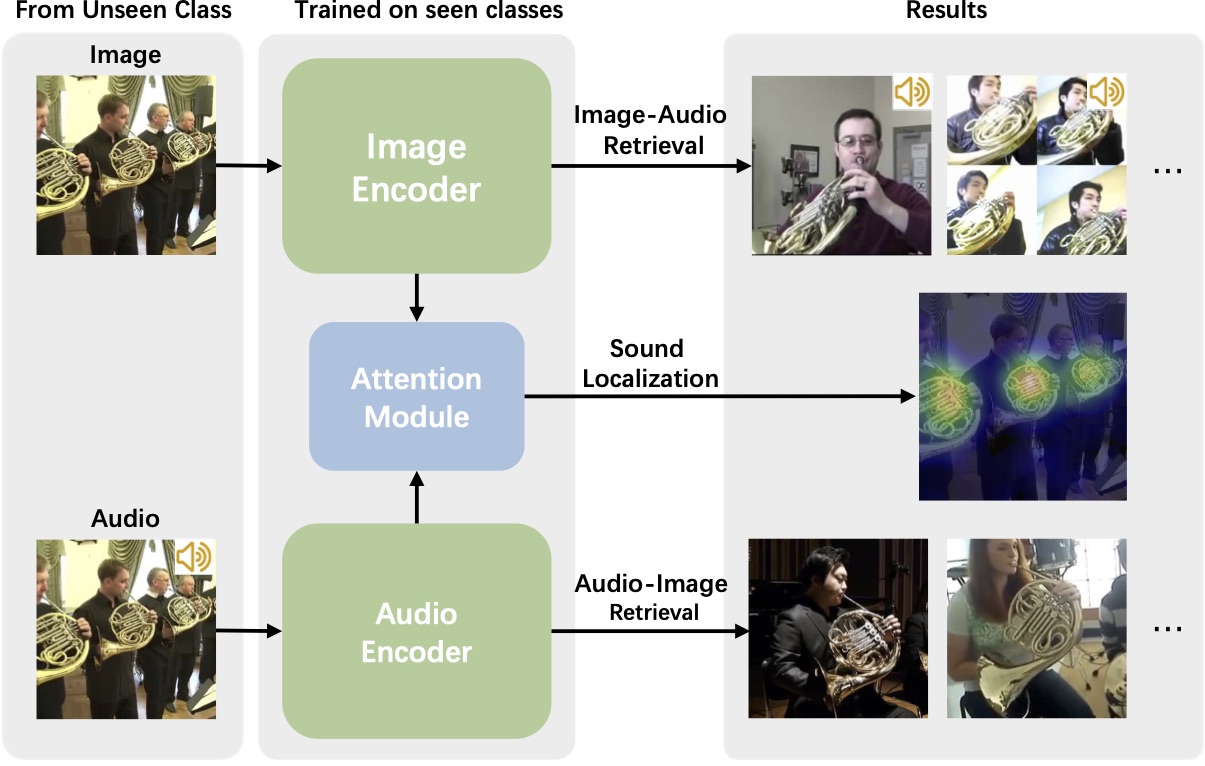 From Unseen Class
Trained on seen classes
Results
Image
Image
Encoder
Image-Audio
Retrieval
...
Attention
Module
Sound
Localization
Audio
Audio
Encoder
Audio-Image
Retrieval
...